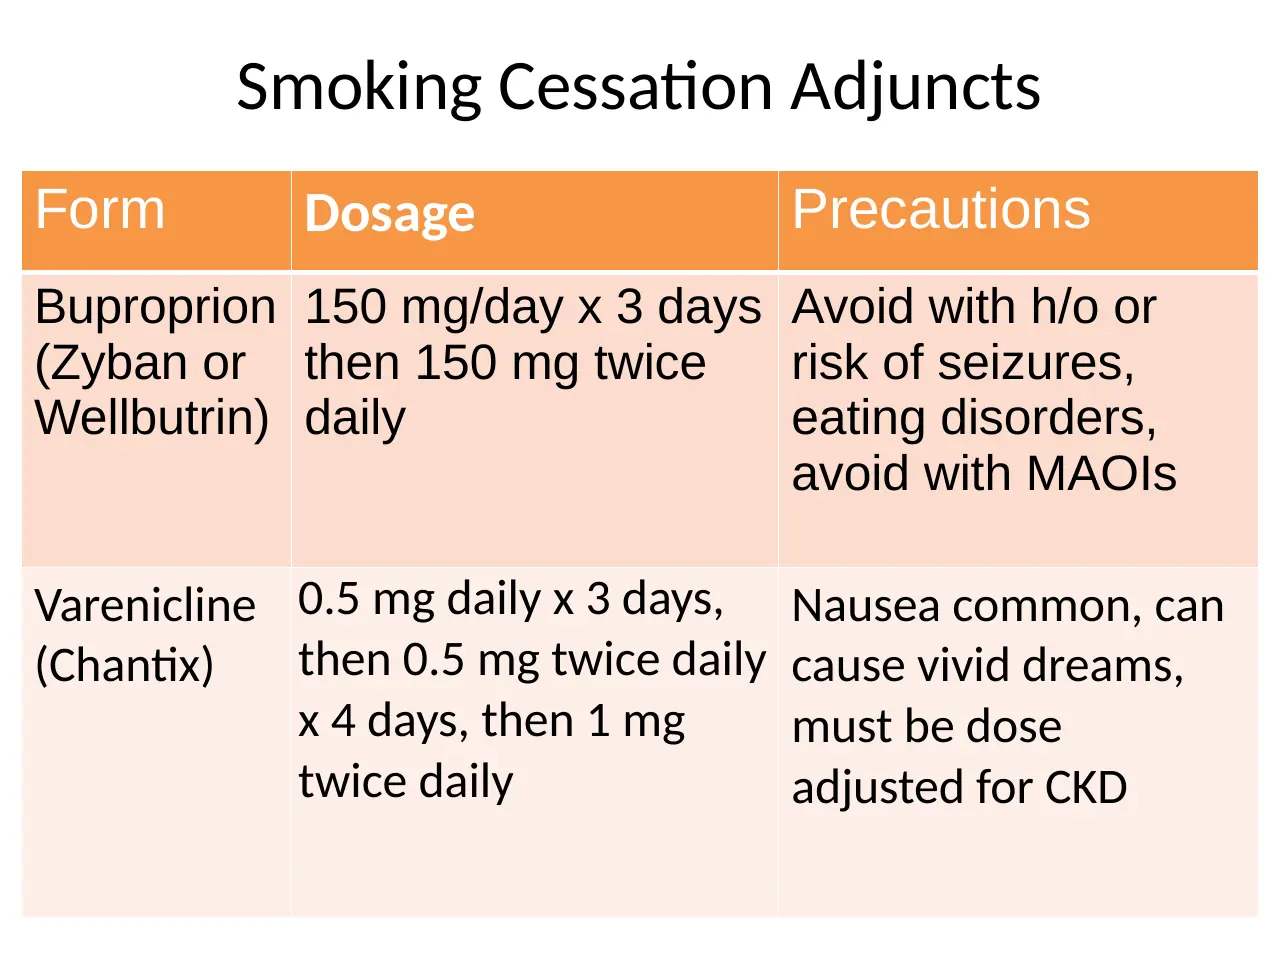 Smoking Cessation Adjuncts
Form
Dosage
Precautions
Buproprion
(Zyban or
Wellbutrin)
150 mg/day x 3 days
then 150 mg twice
daily
Avoid with h/o or
risk of seizures,
eating disorders,
avoid with MAOIs
Varenicline
(Chantix)
0.5 mg daily x 3 days,
then 0.5 mg twice daily
x 4 days, then 1 mg
twice daily
Nausea common, can
cause vivid dreams,
must be dose
adjusted for CKD